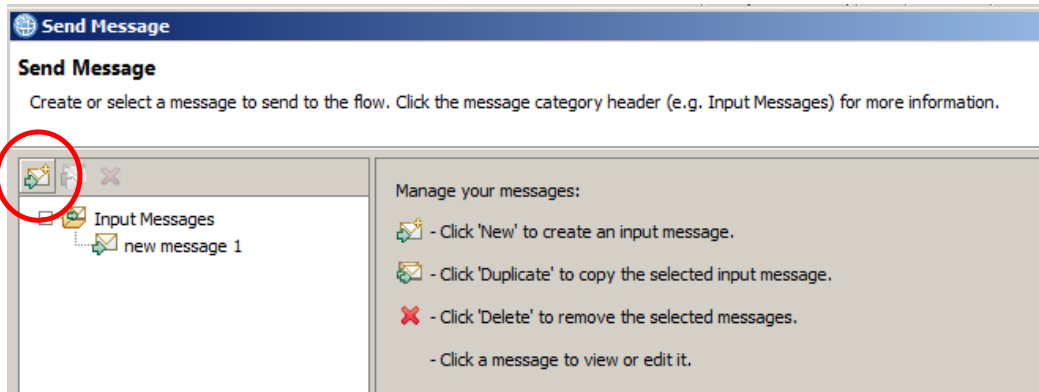 Send Message
Send Message
Create or select a message to send to the flow. Click the message category header (e.g. Input Messages) for more information.
Input Messages
new message 1
Manage your messages:
- Click 'New' to create an input message.
- Click 'Duplicate' to copy the selected input message.
- Click 'Delete' to remove the selected messages.
- Click a message to view or edit it.